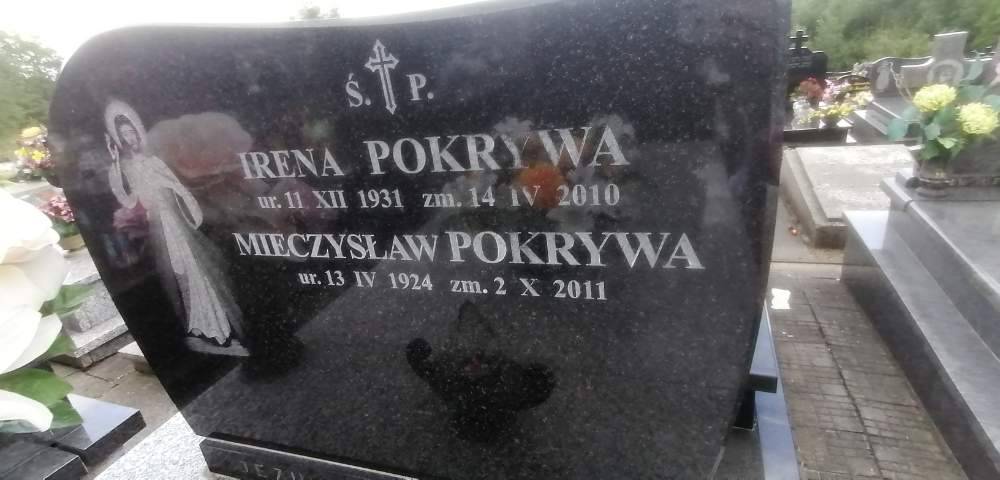 Ś. P.
IRENA POKRYWA
ur. 11 XII 1931 zm. 14 IV 2010
MIECZYSŁAW POKRYWA
ur. 13 IV 1924 zm. 2 X 2011